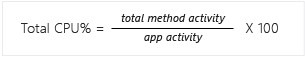 Total CPU% = total method activity / app activity X 100